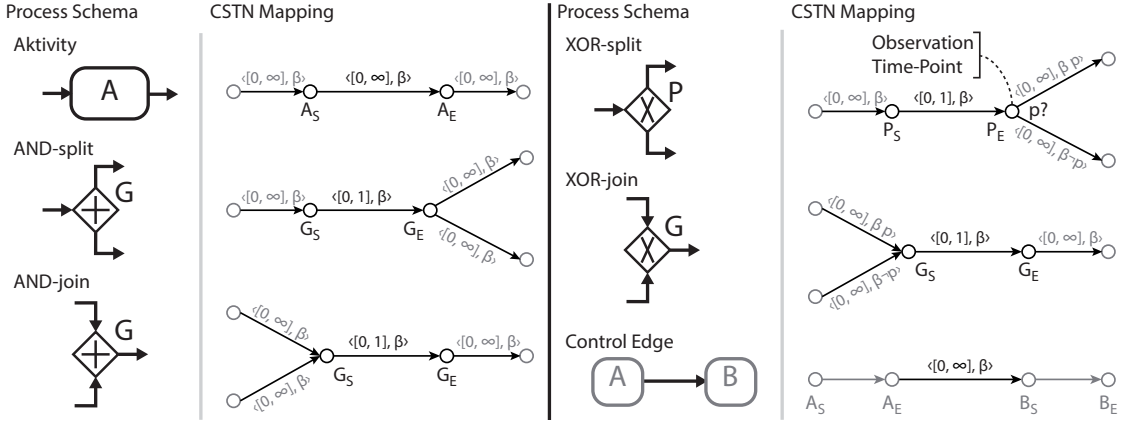 Process Schema
CSTN Mapping
Aktivity
A
‹[0, ∞], β›
‹[0, ∞], β›
‹[0, ∞], β›
A_S
A_E
AND-split
G
‹[0, ∞], β›
‹[0, 1], β›
‹[0, ∞], β›
‹[0, ∞], β›
G_S
G_E
AND-join
G
‹[0, ∞], β›
‹[0, ∞], β›
‹[0, 1], β›
‹[0, ∞], β›
G_S
G_E
Process Schema
CSTN Mapping
XOR-split
P
Observation
Time-Point
‹[0, ∞], β›
‹[0, 1], β›
‹[0, ∞], β p›
‹[0, ∞], β¬p›
P_S
P_E
p?
XOR-join
G
‹[0, ∞], β p›
‹[0, ∞], β¬p›
‹[0, 1], β›
‹[0, ∞], β›
G_S
G_E
Control Edge
A
B
‹[0, ∞], β›
A_S
A_E
B_S
B_E